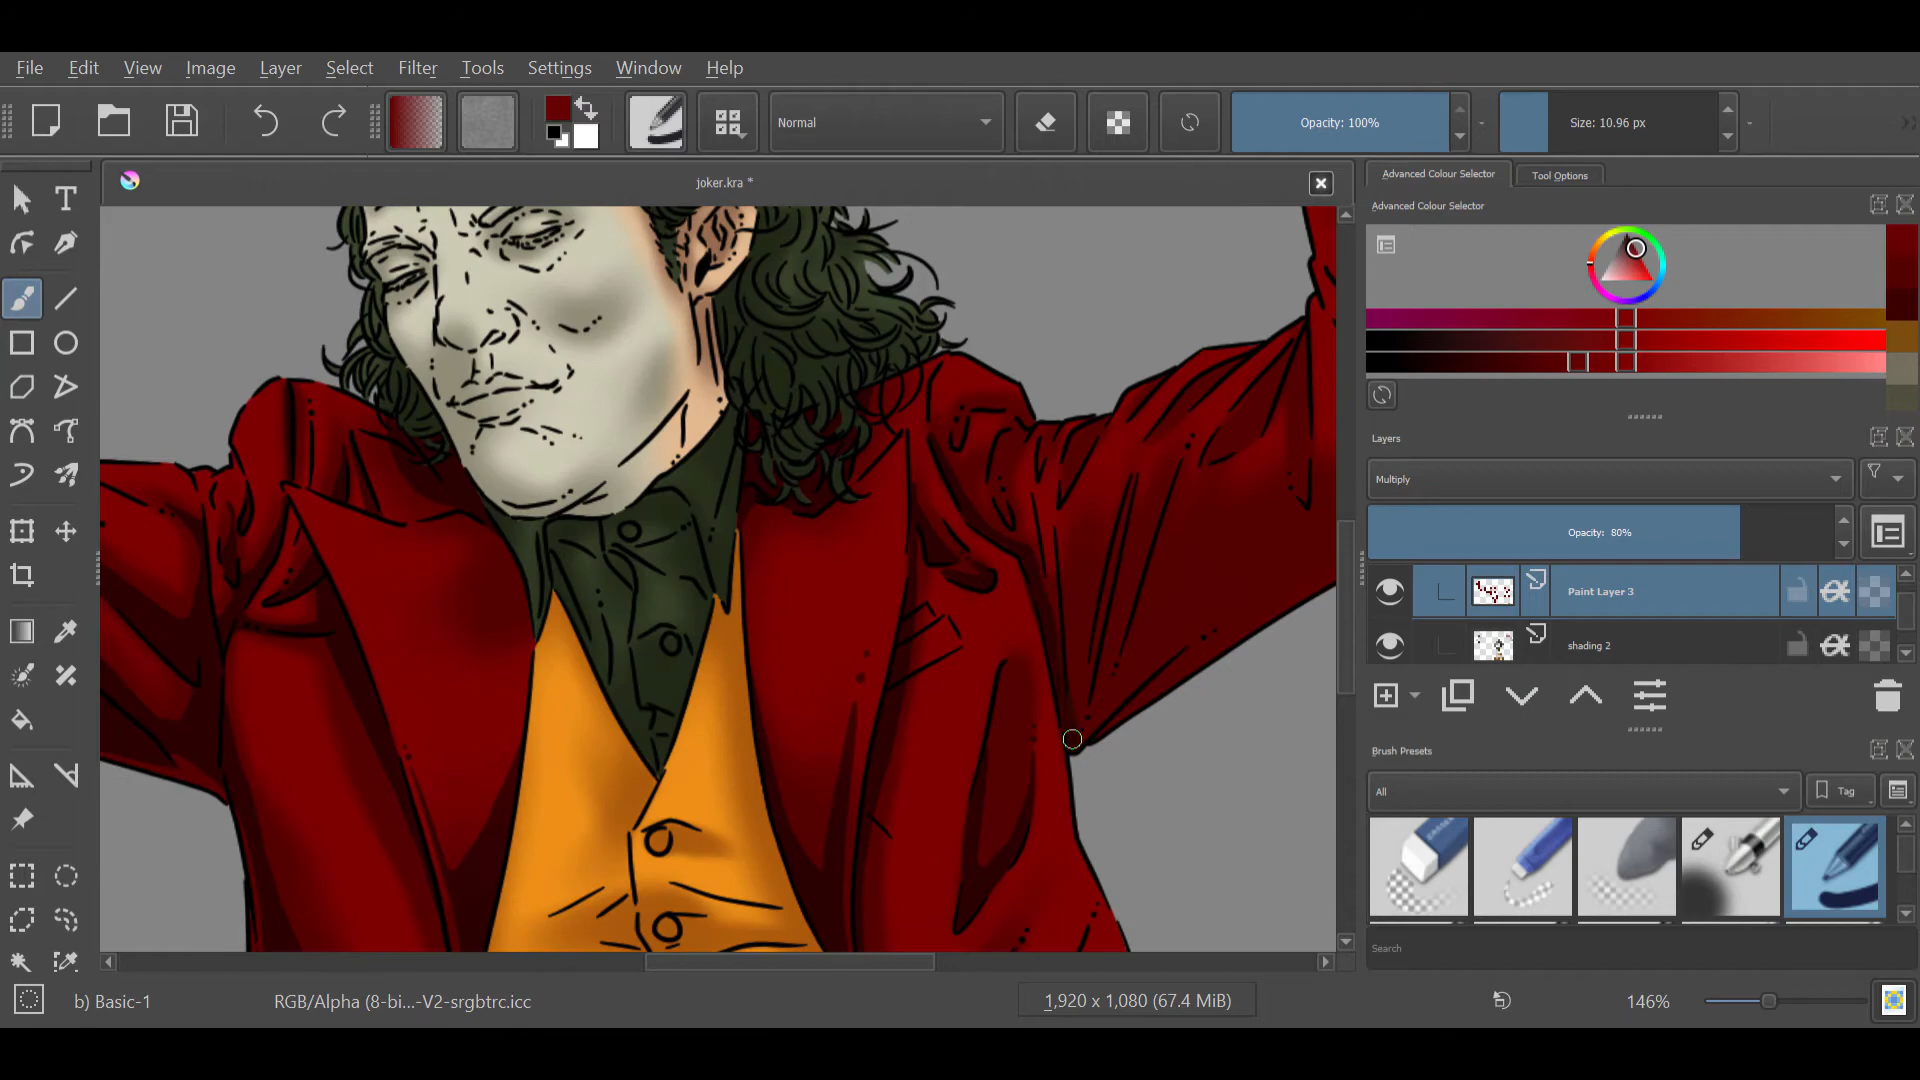 File Edit View Image Layer Select Filter Tools Settings Window Help
Normal
Opacity: 100%
Size: 10.96 px
joker.kra *
Advanced Colour Selector
Tool Options
Advanced Colour Selector
Layers
Multiply
Opacity: 80%
Paint Layer 3
shading 2
Brush Presets
All
Tag
Search
b) Basic-1
RGB/Alpha (8-bi...-V2-srgbtrc.icc
1,920 x 1,080 (67.4 MiB)
146%